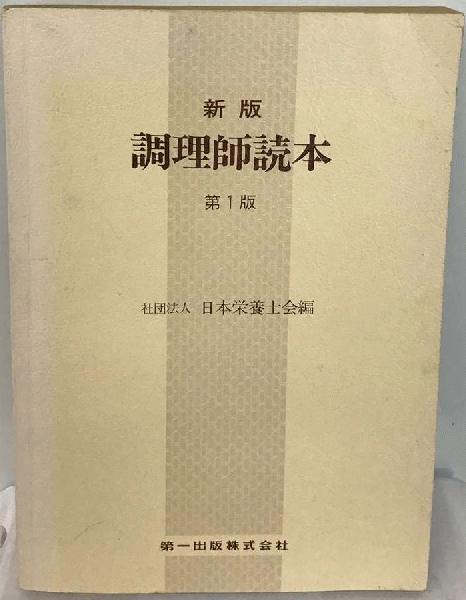 新版
調理師読本
第1版
社団法人 日本栄養士会編
第一出版株式会社